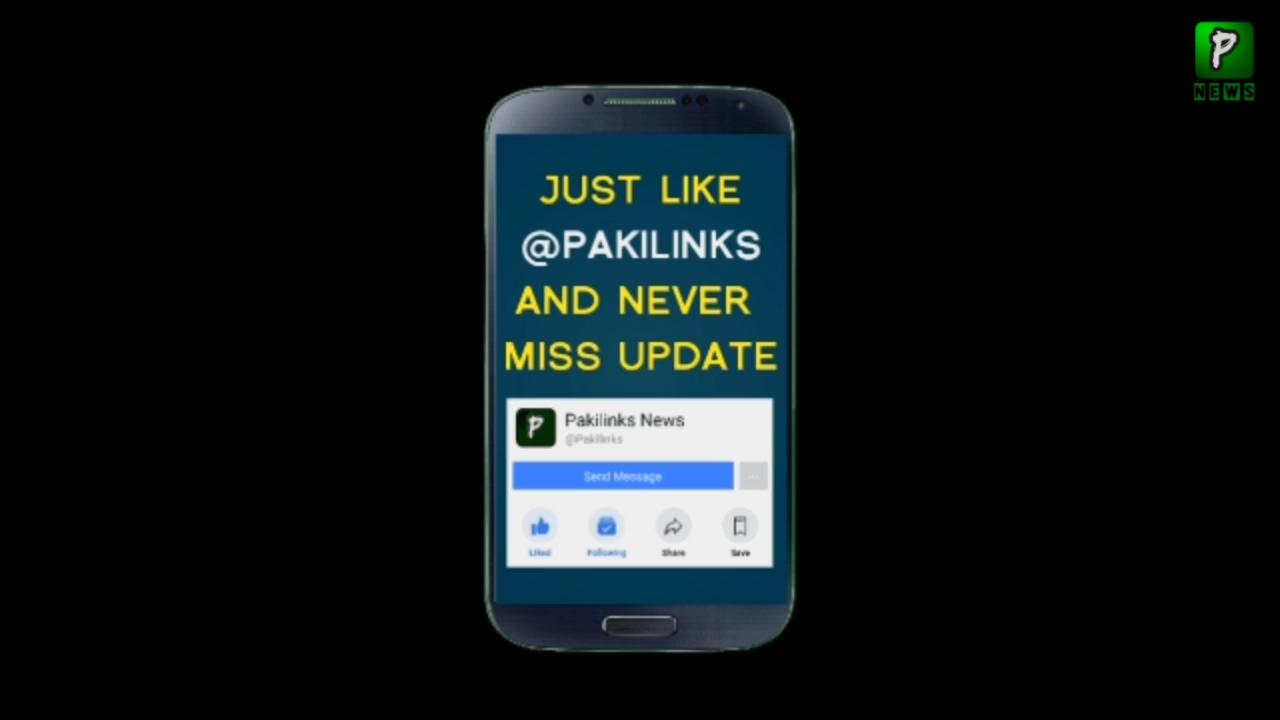 P
NEWS
JUST LIKE
@PAKILINKS
AND NEVER
MISS UPDATE
P
Pakilinks News
@Pakilinks
Send Message
...
Liked
Following
Share
Save